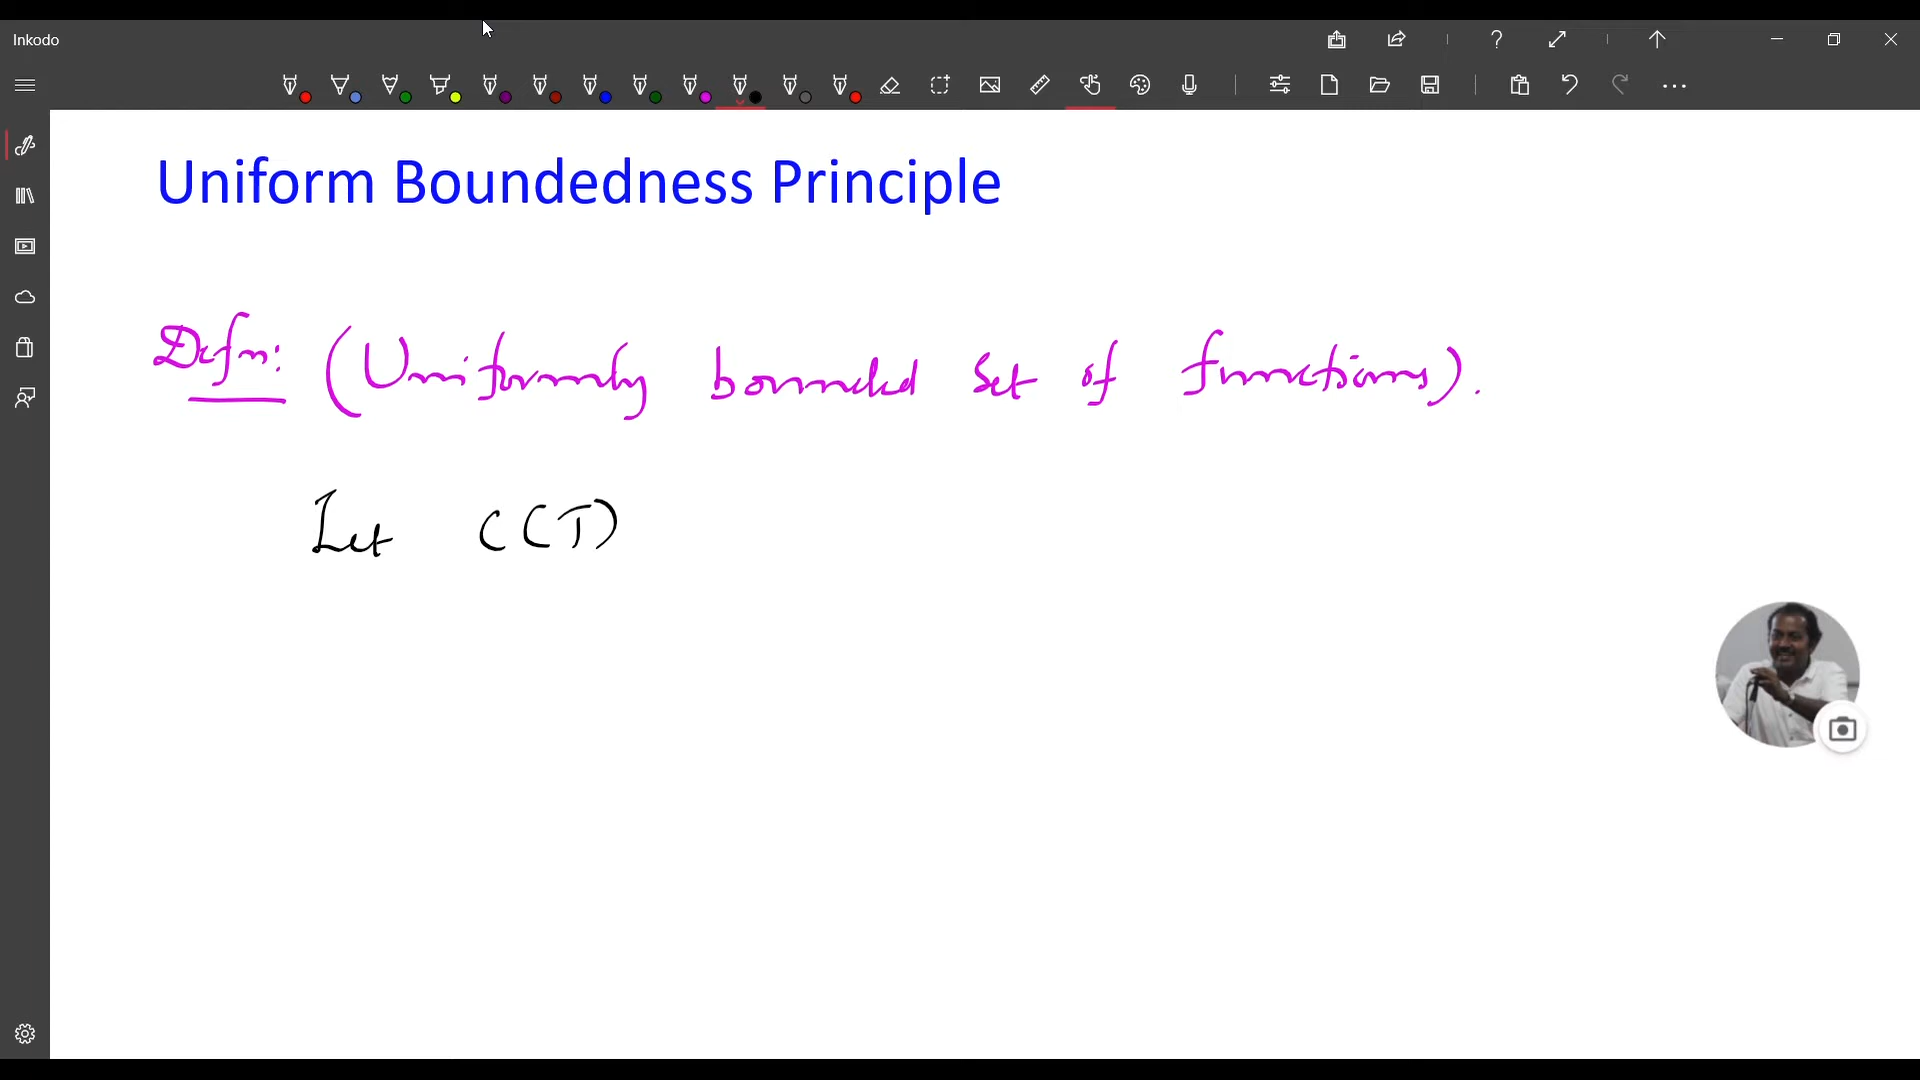 Inkodo
Uniform Boundedness Principle
Defn: (Uniformly bounded set of functions).
Let C(T)